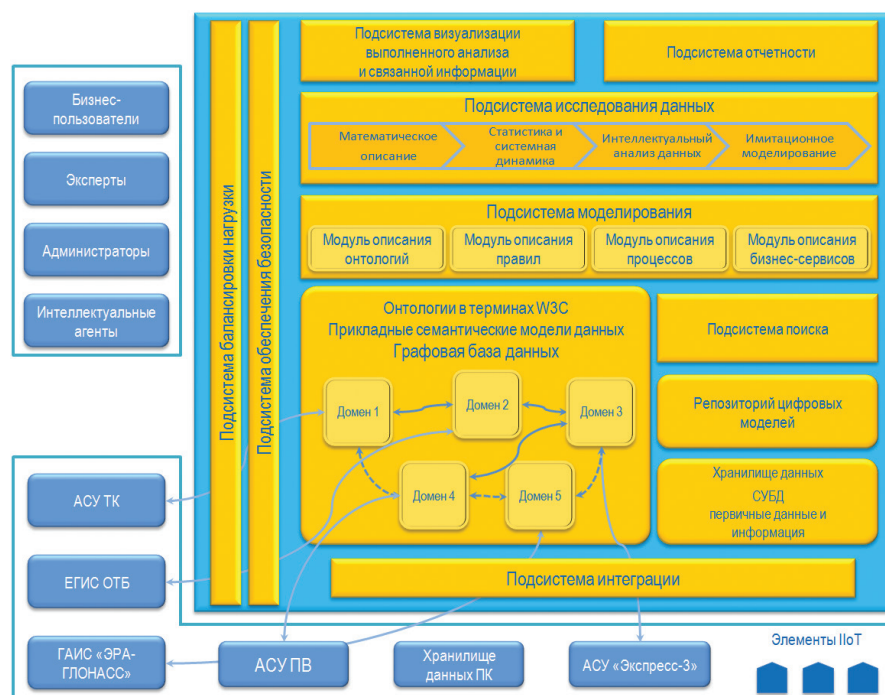 Бизнес-
пользователи
Эксперты
Администраторы
Интеллектуальные
агенты
Подсистема балансировки нагрузки
Подсистема обеспечения безопасности
Подсистема визуализации
выполненного анализа
и связанной информации
Подсистема отчетности
Подсистема исследования данных
Математическое
описание
Статистика и
системная
динамика
Интеллектуальный
анализ данных
Имитационное
моделирование
Подсистема моделирования
Модуль описания
онтологий
Модуль описания
правил
Модуль описания
процессов
Модуль описания
бизнес-сервисов
Онтологии в терминах W3C
Прикладные семантические модели данных
Графовая база данных
Домен 1
Домен 2
Домен 3
Домен 4
Домен 5
Подсистема поиска
Репозиторий цифровых
моделей
Хранилище данных
СУБД
первичные данные и
информация
Подсистема интеграции
АСУ ТК
ЕГИС ОТБ
ГАИС «ЭРА-
ГЛОНАСС»
АСУ ПВ
Хранилище
данных ПК
АСУ «Экспресс-3»
Элементы IIoT